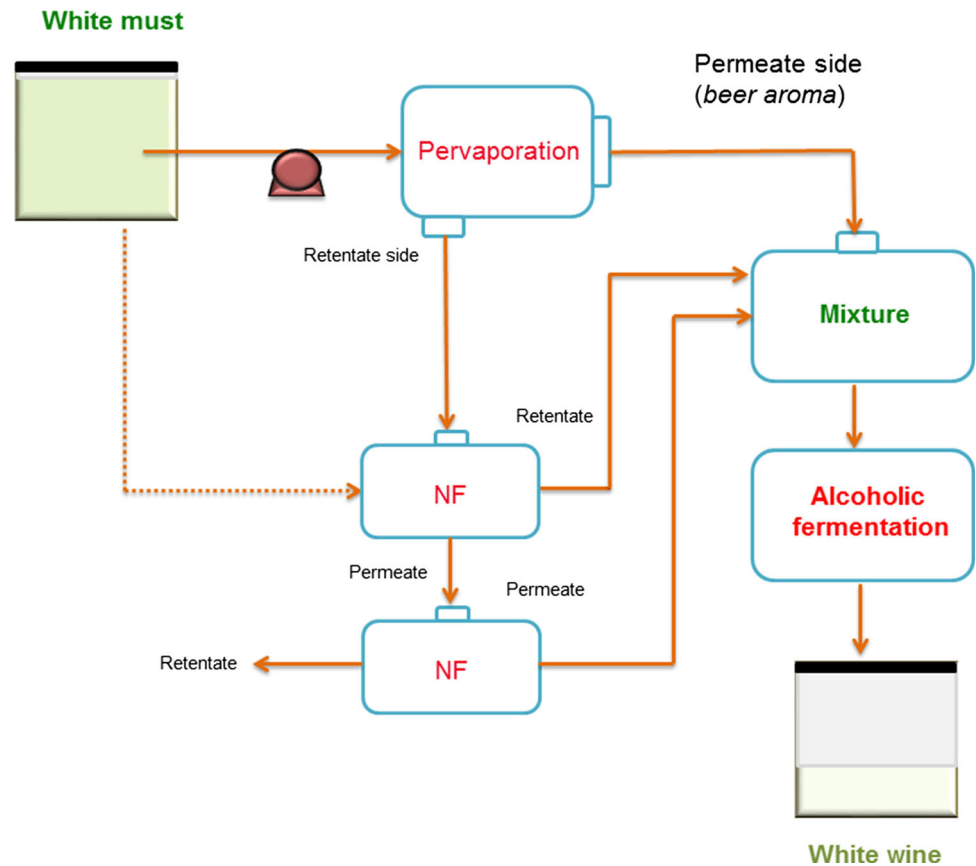 White must
Permeate side
(beer aroma)
Pervaporation
Retentate side
Mixture
Retentate
NF
Alcoholic
fermentation
Permeate
Permeate
Retentate
NF
White wine